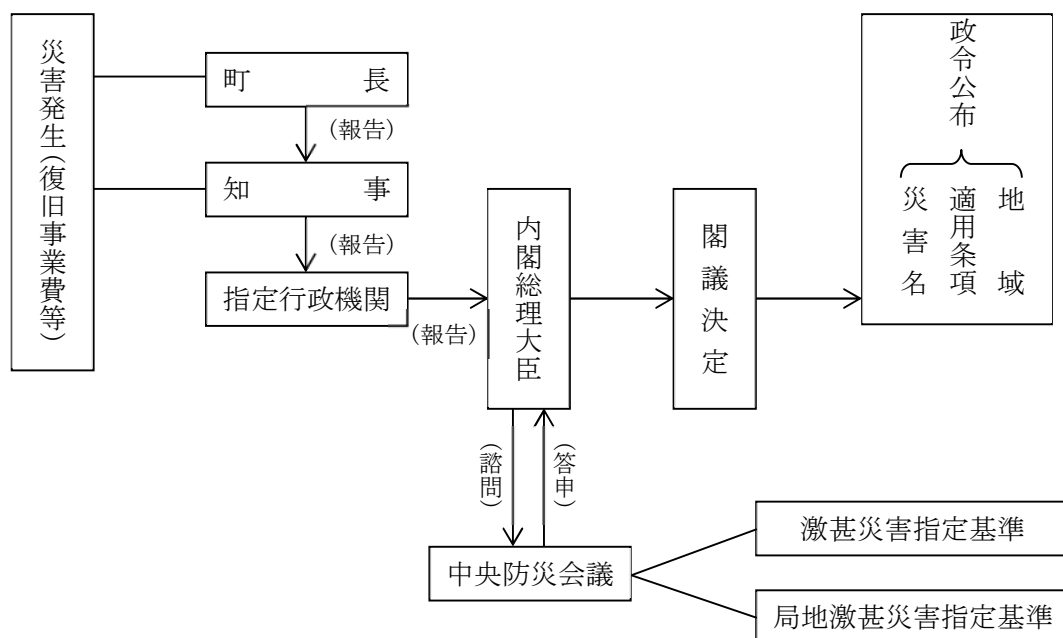 災害発生(復旧事業費等)
町長
(報告)
知事
(報告)
指定行政機関
(報告)
内閣総理大臣
(諮問)
(答申)
中央防災会議
激甚災害指定基準
局地激甚災害指定基準
閣議決定
政令公布
地域
適用条項
災害名